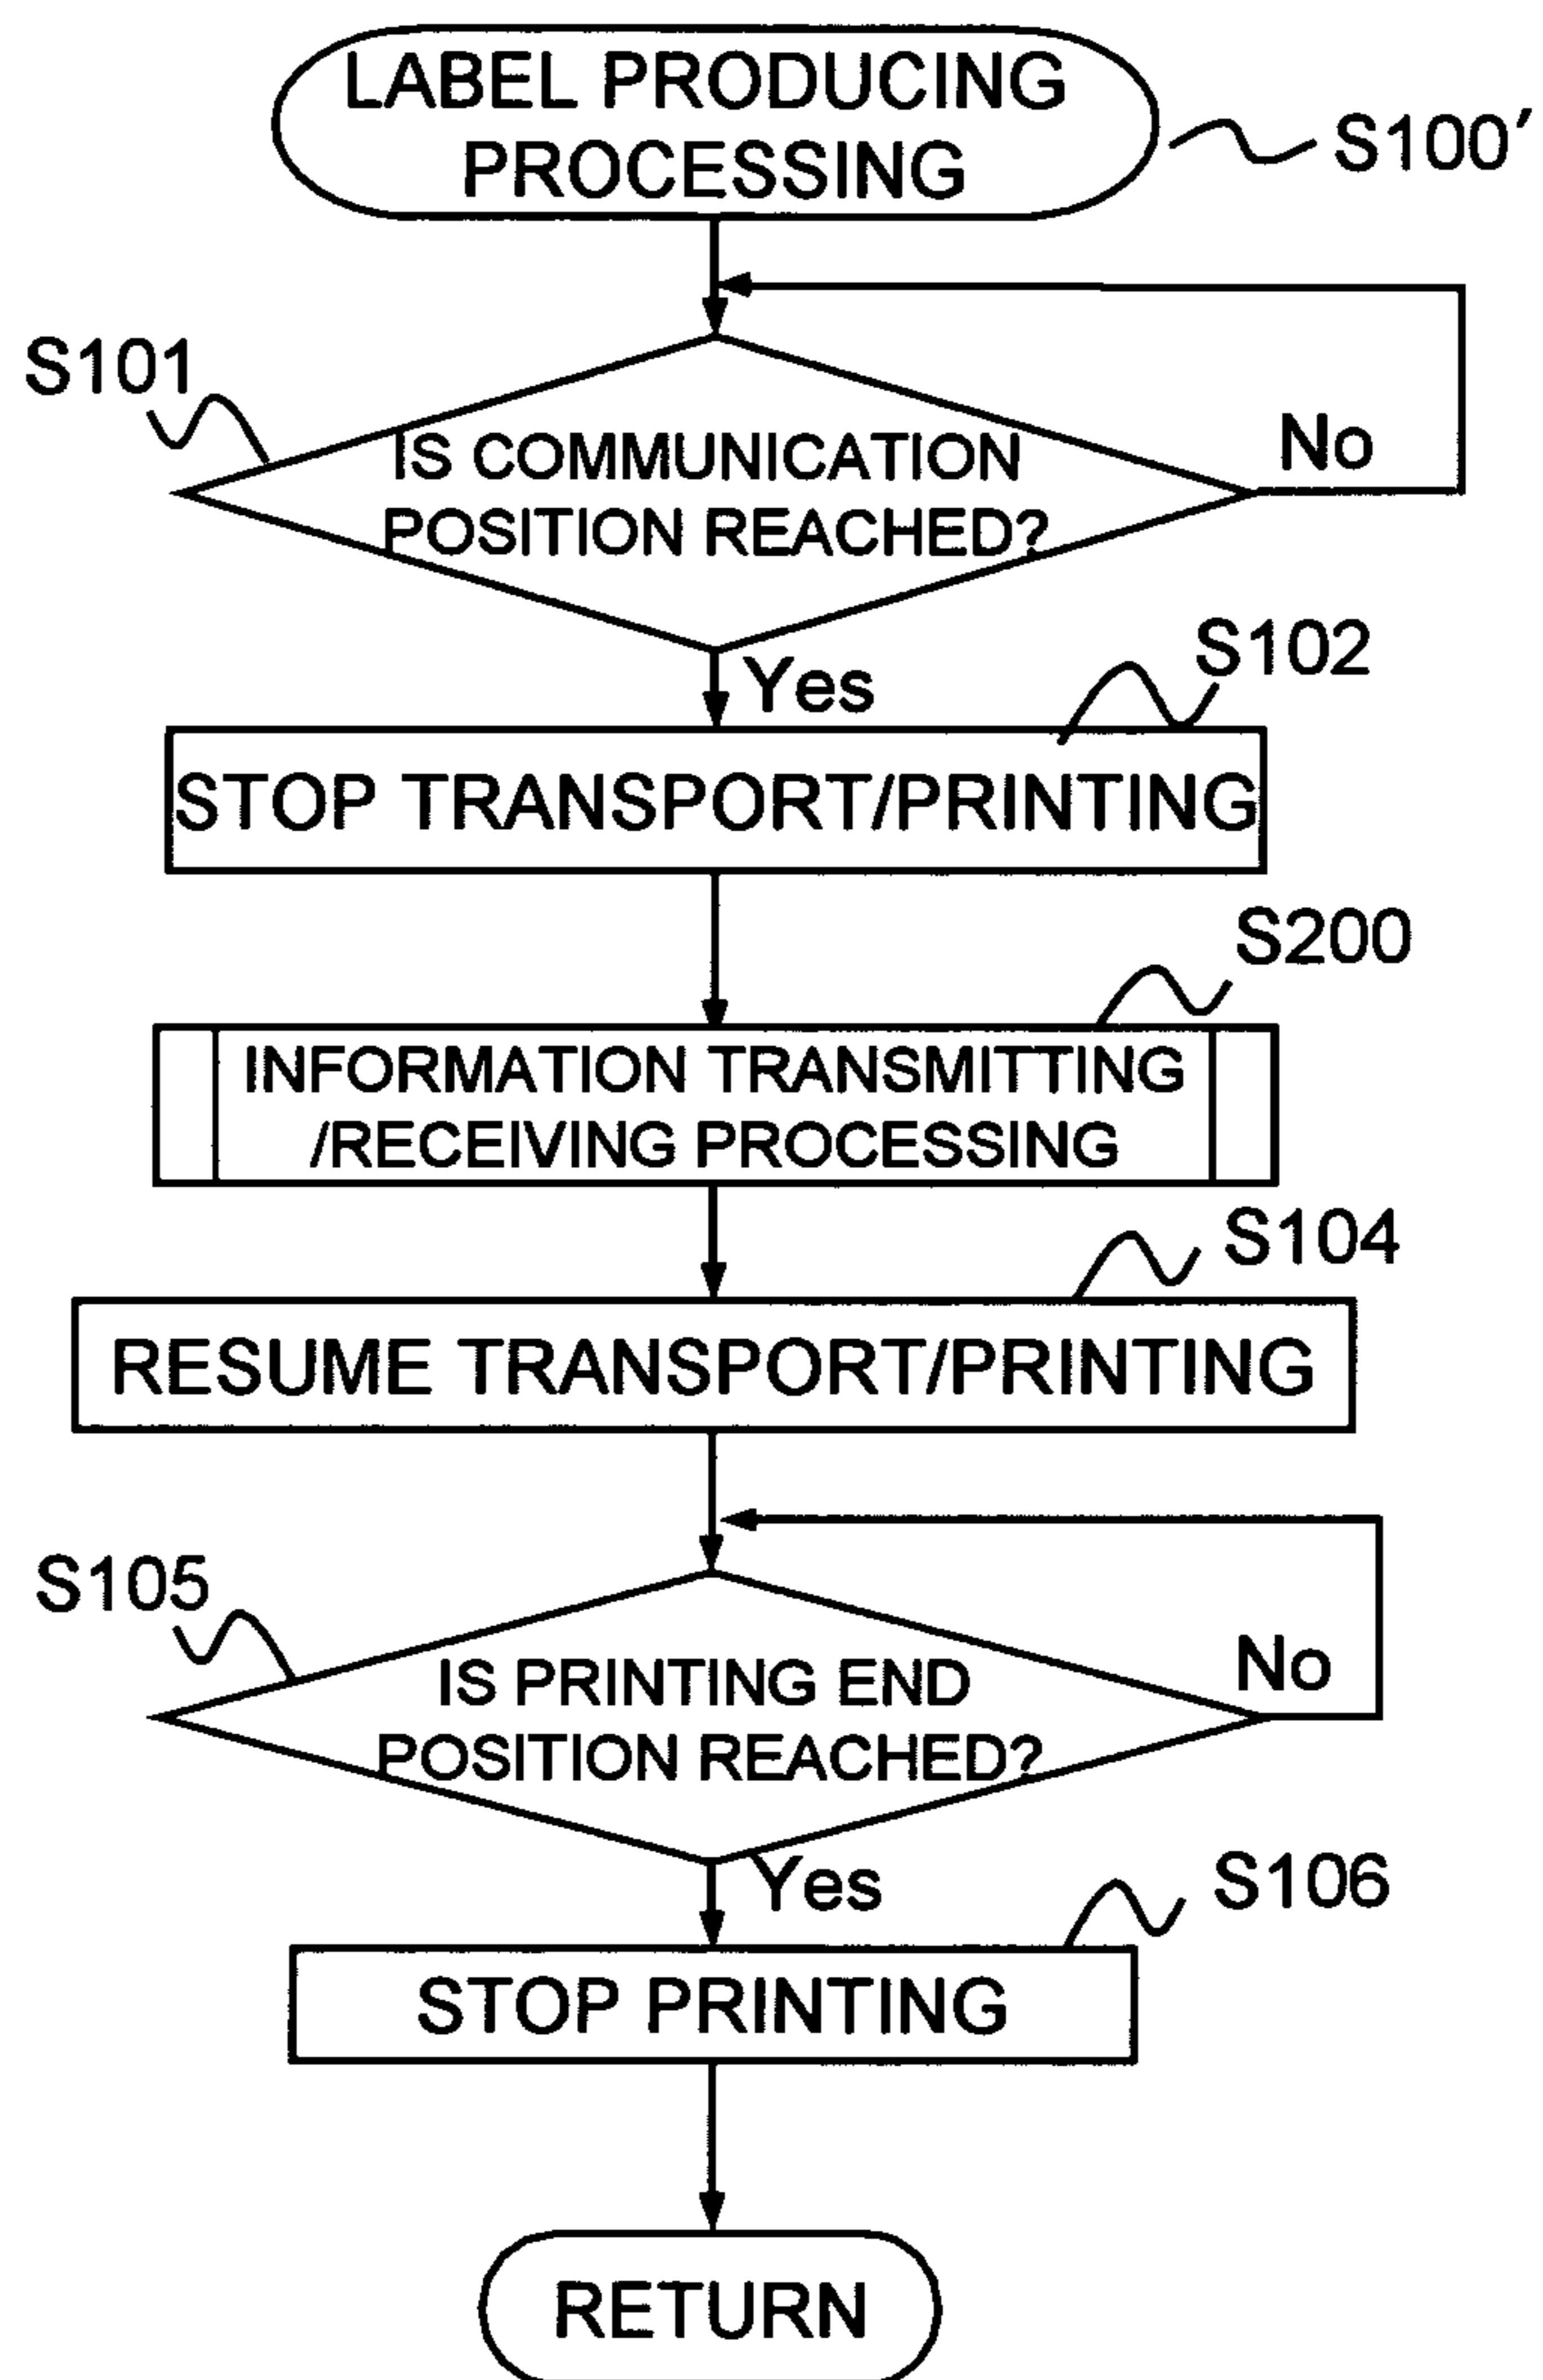 LABEL PRODUCING
PROCESSING
S100′
S101
IS COMMUNICATION
POSITION REACHED?
No
Yes
S102
STOP TRANSPORT/PRINTING
S200
INFORMATION TRANSMITTING
/RECEIVING PROCESSING
S104
RESUME TRANSPORT/PRINTING
S105
IS PRINTING END
POSITION REACHED?
No
Yes
S106
STOP PRINTING
RETURN